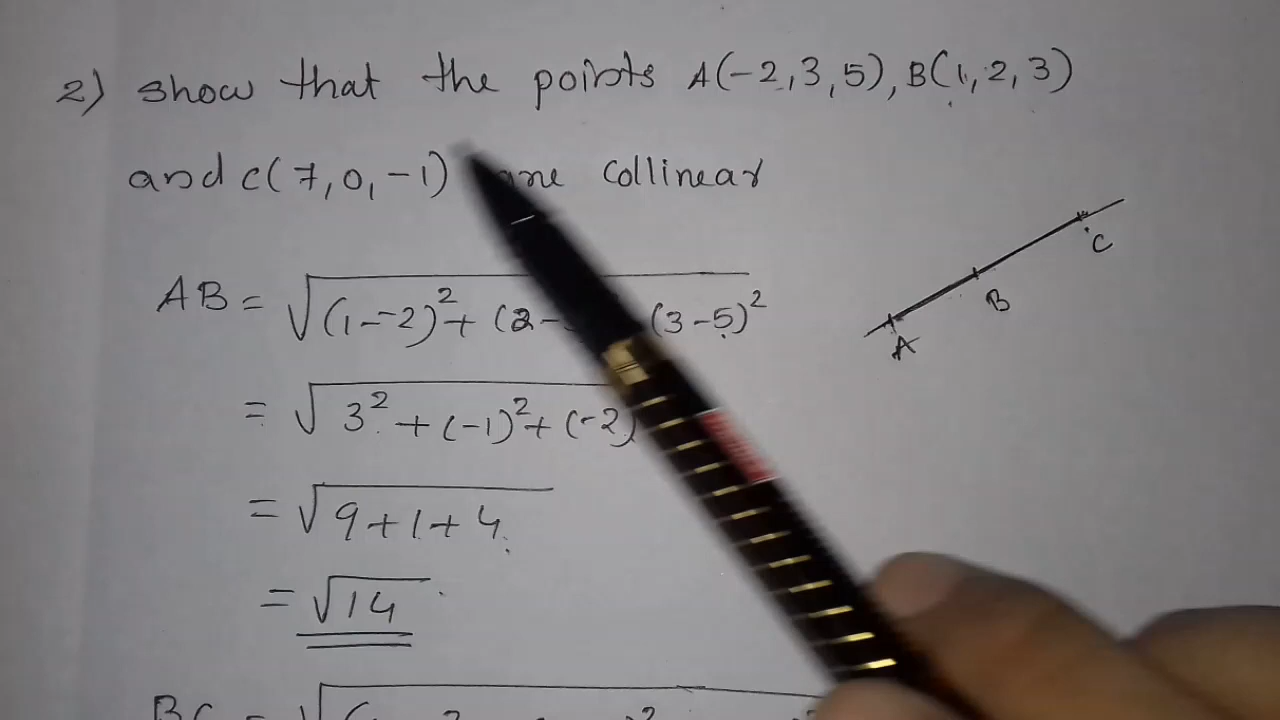 2) show that the points A(-2,3,5), B(1,2,3)
and C(7,0,-1) are collinear
AB = √(1--2)²+ (2- (3-5)²
= √3²+(-1)²+(-2)
= √9+1+4
= √14
A
B
C
BC = √